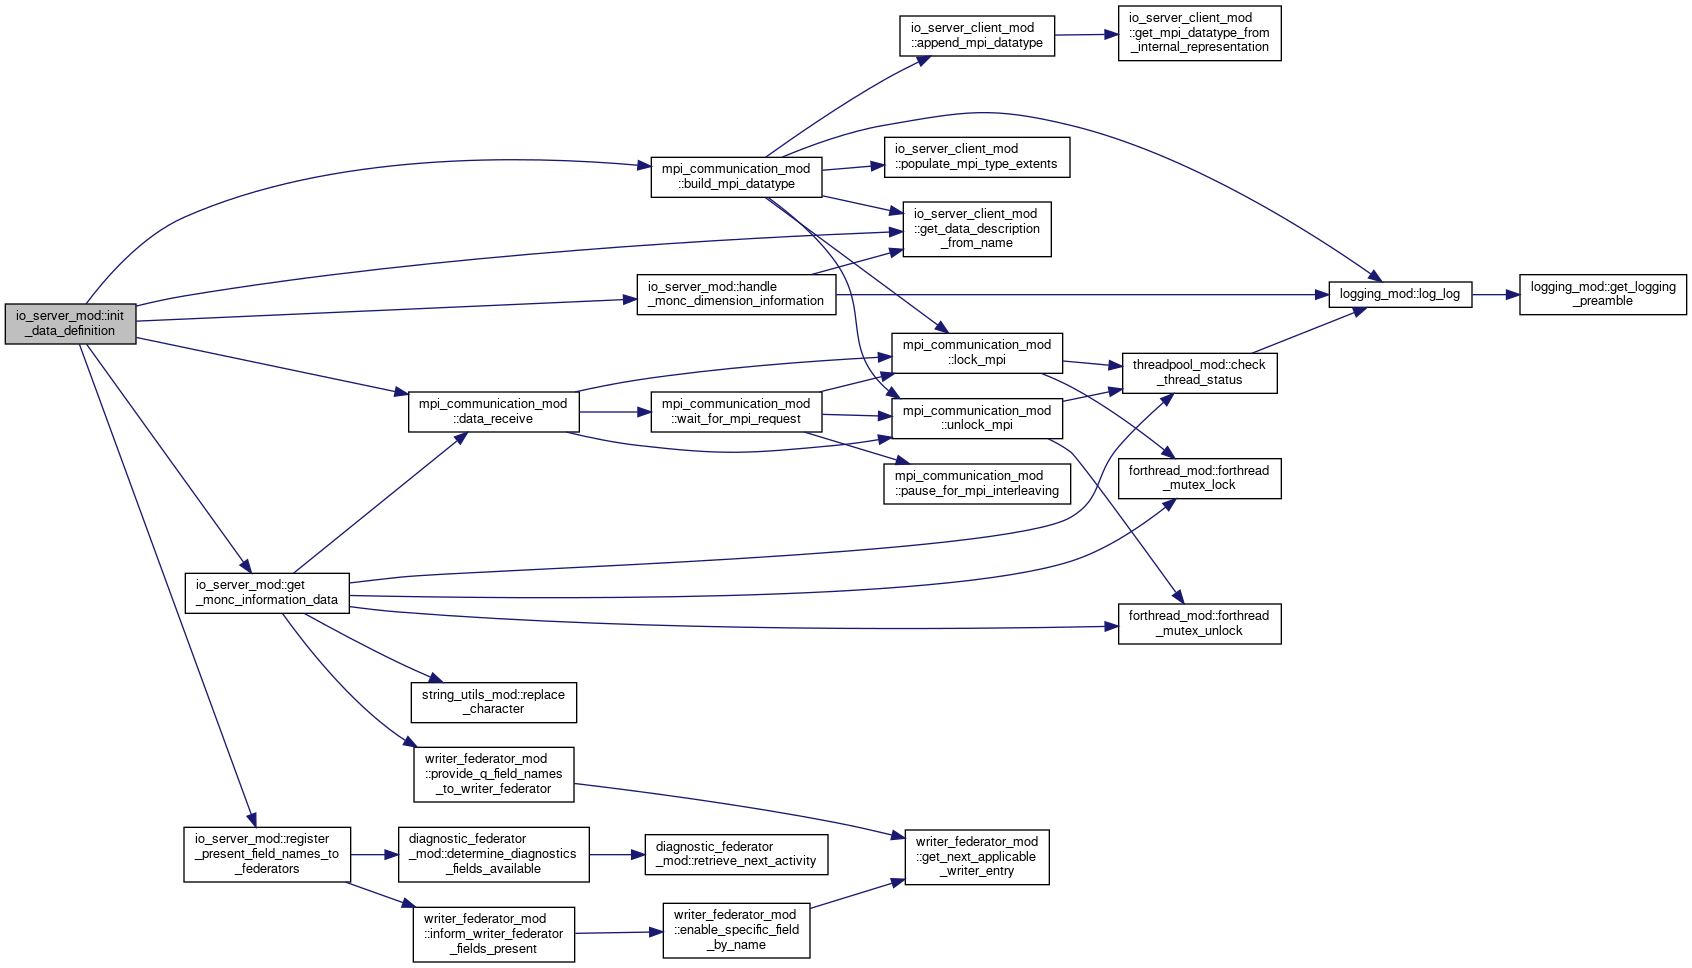 io_server_client_mod
::append_mpi_datatype
io_server_client_mod
::get_mpi_datatype_from
_internal_representation
mpi_communication_mod
::build_mpi_datatype
io_server_client_mod
::populate_mpi_type_extents
io_server_client_mod
::get_data_description
_from_name
io_server_mod::init
_data_definition
io_server_mod::handle
_monc_dimension_information
logging_mod::log_log
logging_mod::get_logging
_preamble
mpi_communication_mod
::lock_mpi
threadpool_mod::check
_thread_status
mpi_communication_mod
::data_receive
mpi_communication_mod
::wait_for_mpi_request
mpi_communication_mod
::unlock_mpi
mpi_communication_mod
::pause_for_mpi_interleaving
forthread_mod::forthread
_mutex_lock
io_server_mod::get
_monc_information_data
forthread_mod::forthread
_mutex_unlock
string_utils_mod::replace
_character
writer_federator_mod
::provide_q_field_names
_to_writer_federator
io_server_mod::register
_present_field_names_to
_federators
diagnostic_federator
_mod::determine_diagnostics
_fields_available
diagnostic_federator
_mod::retrieve_next_activity
writer_federator_mod
::get_next_applicable
_writer_entry
writer_federator_mod
::inform_writer_federator
_fields_present
writer_federator_mod
::enable_specific_field
_by_name